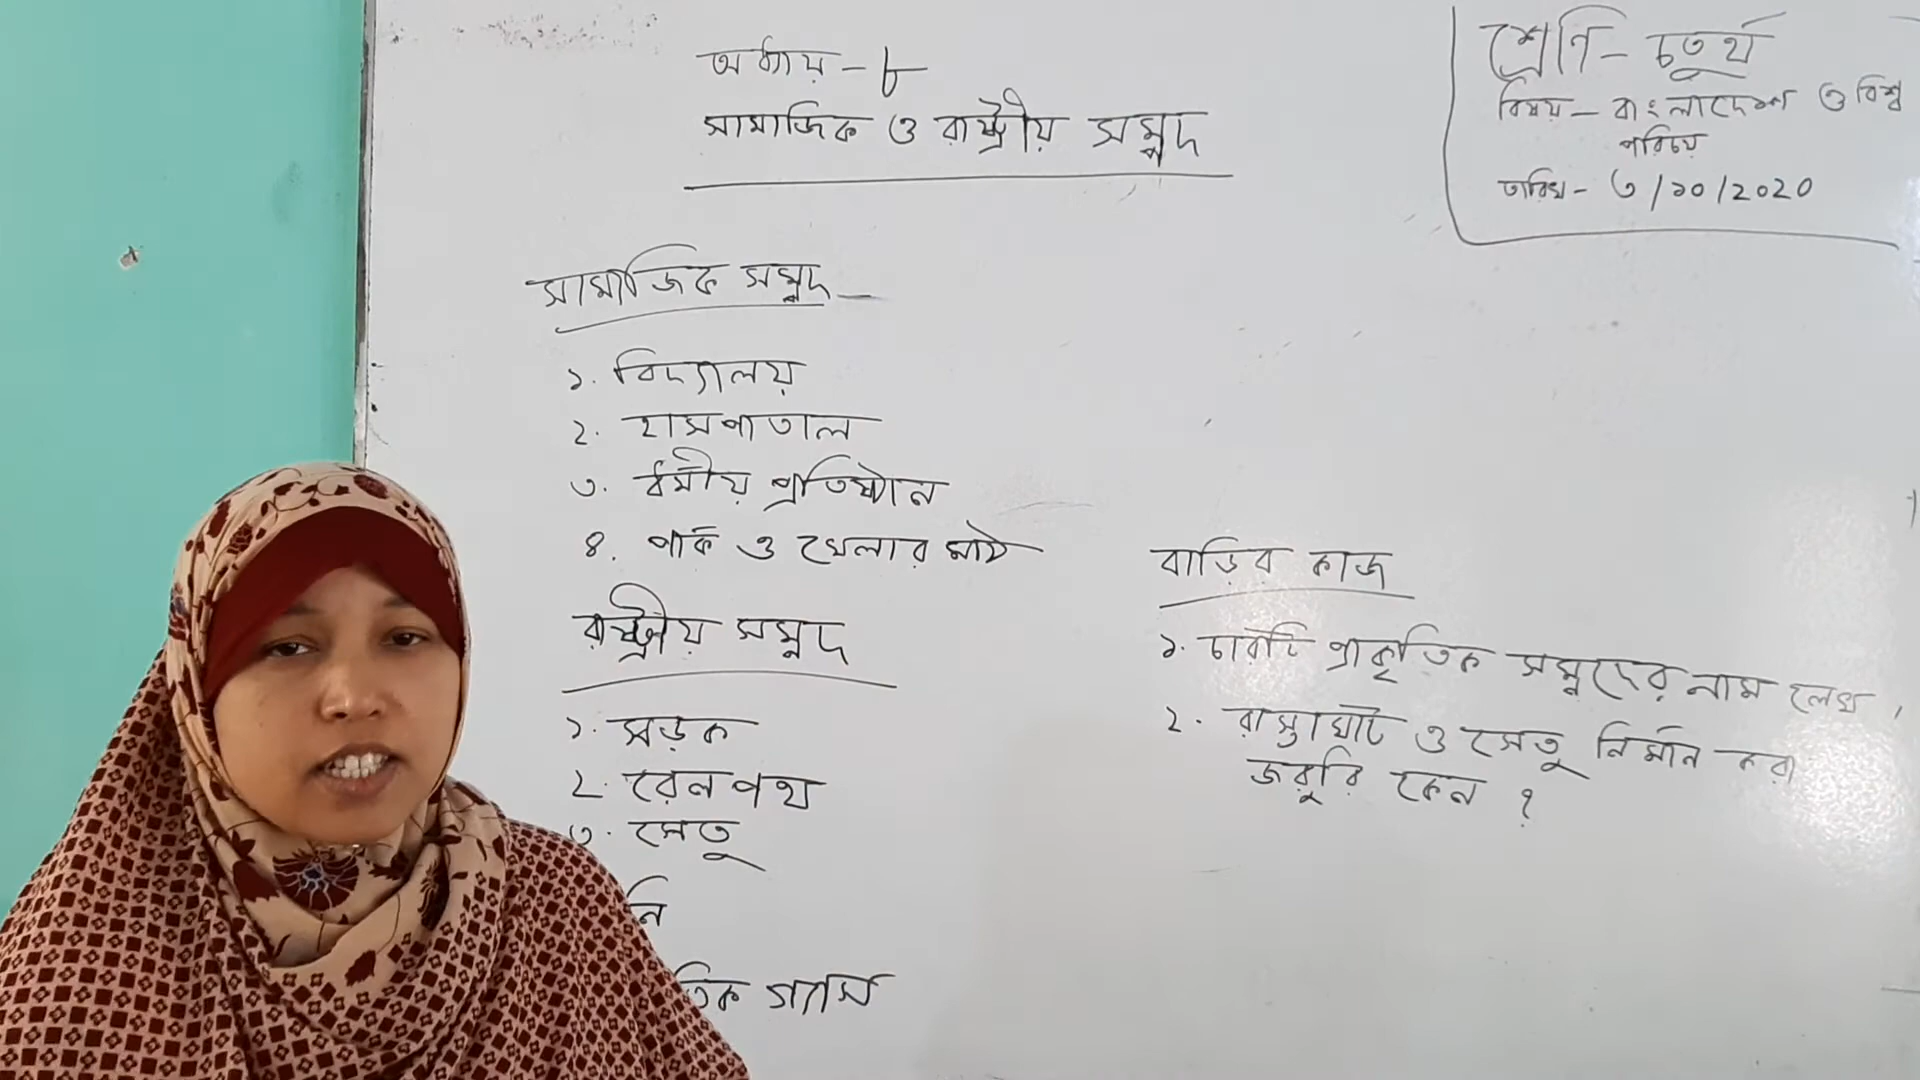 অধ্যায় - ৮
সামাজিক ও রাষ্ট্রীয় সম্পদ
শ্রেণি - চতুর্থ
বিষয় - বাংলাদেশ ও বিশ্ব
পরিচয়
তারিখ - ৩/১০/2020
সামাজিক সম্পদ -
১. বিদ্যালয়
২. হাসপাতাল
৩. ধর্মীয় প্রতিষ্ঠান
৪. পার্ক ও খেলার মাঠ
রাষ্ট্রীয় সম্পদ
১. সড়ক
২. রেলপথ
৩. সেতু
নি
তিক গ্যাস
বাড়ির কাজ
১. চারটি প্রাকৃতিক সম্পদের নাম লেখ।
২. রাস্তাঘাট ও সেতু নির্মান করা
জরুরি কেন ?